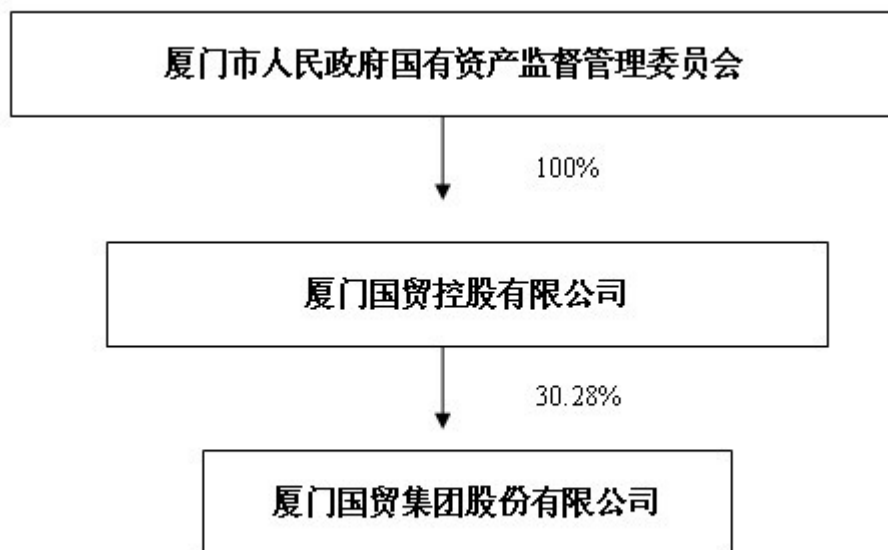 厦门市人民政府国有资产监督管理委员会
100%
厦门国贸控股有限公司
30.28%
厦门国贸集团股份有限公司